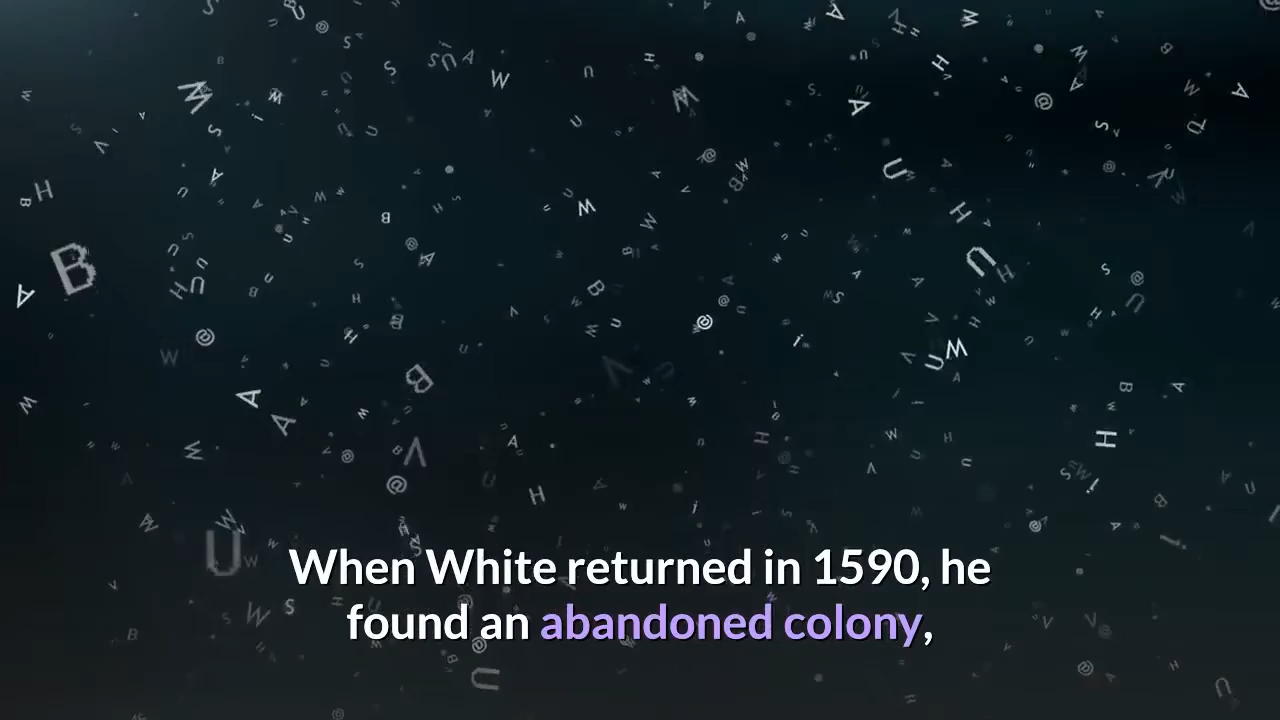 When White returned in 1590, he
found an abandoned colony,